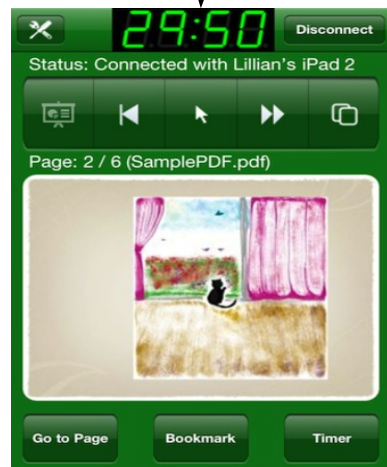 29:50
Disconnect
Status: Connected with Lillian's iPad 2
Page: 2 / 6 (SamplePDF.pdf)
Go to Page
Bookmark
Timer